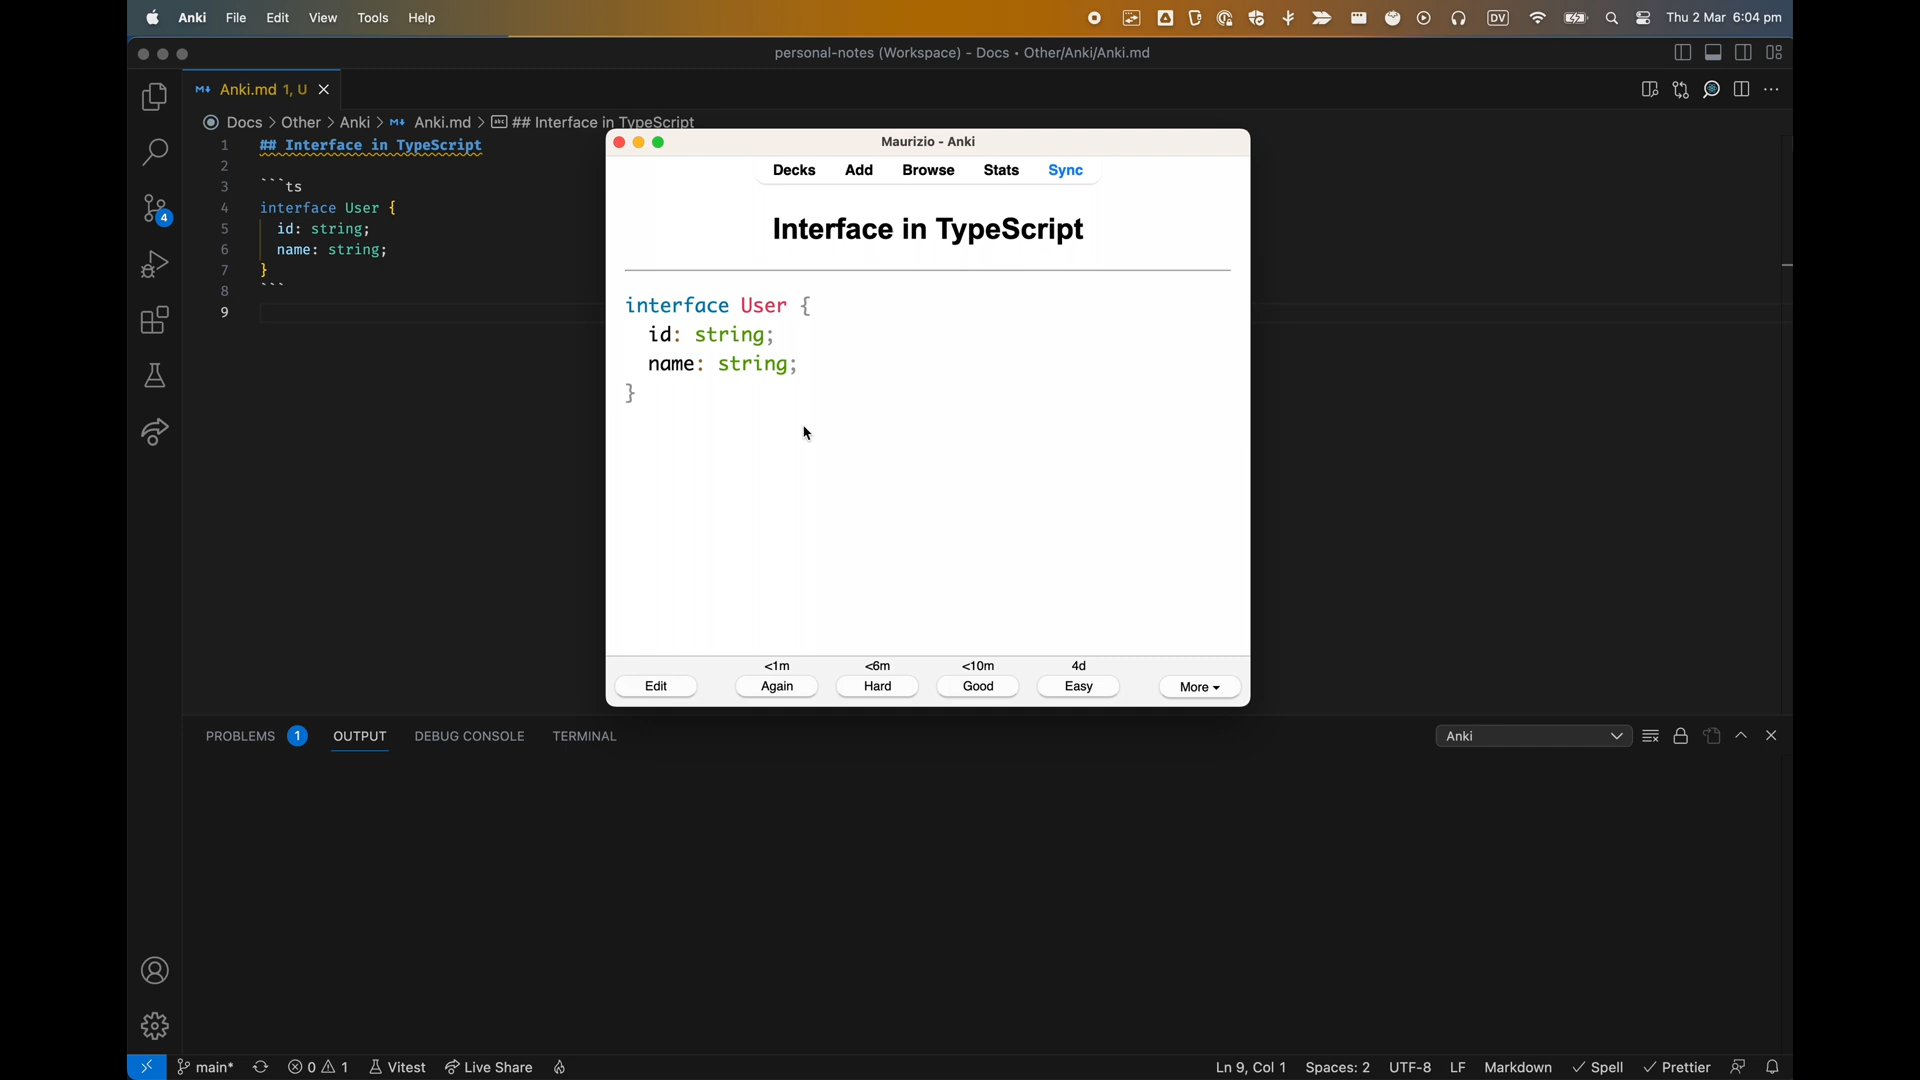 Anki File Edit View Tools Help DV Thu 2 Mar 6:04 pm
personal-notes (Workspace) - Docs • Other/Anki/Anki.md
Anki.md 1, U
Docs > Other > Anki > Anki.md > ## Interface in TypeScript
1 ## Interface in TypeScript
2
3 ```ts
4 interface User {
5 id: string;
6 name: string;
7 }
8 ```
9
4
Maurizio - Anki
Decks Add Browse Stats Sync
Interface in TypeScript
interface User {
id: string;
name: string;
}
<1m <6m <10m 4d
Edit Again Hard Good Easy More
PROBLEMS 1 OUTPUT DEBUG CONSOLE TERMINAL Anki
main* 0 1 Vitest Live Share Ln 9, Col 1 Spaces: 2 UTF-8 LF Markdown Spell Prettier